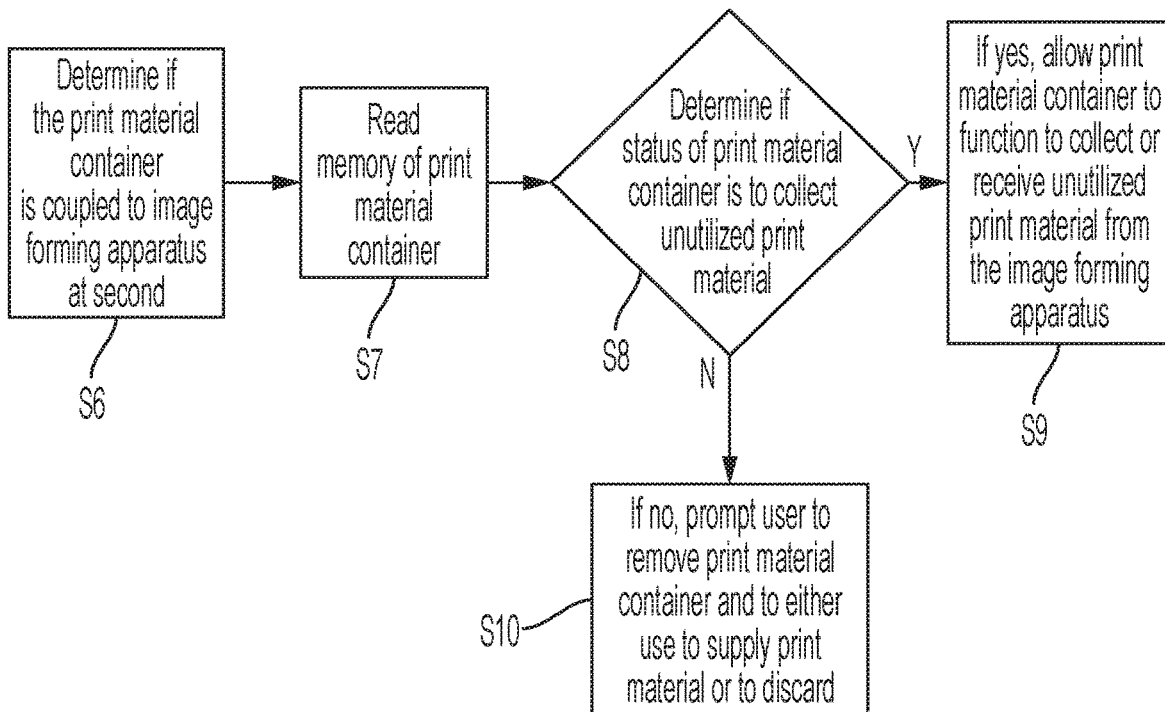 Determine if
the print material
container
is coupled to image
forming apparatus
at second
S6
Read
memory of print
material
container
S7
Determine if
status of print material
container is to collect
unutilized print
material
S8
Y
N
If yes, allow print
material container to
function to collect or
receive unutilized
print material from
the image forming
apparatus
S9
If no, prompt user to
remove print material
container and to either
use to supply print
material or to discard
S10